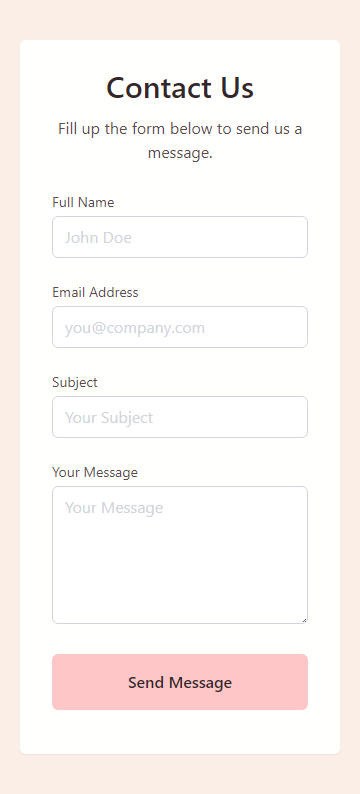 Contact Us
Fill up the form below to send us a
message.
Full Name
John Doe
Email Address
you@company.com
Subject
Your Subject
Your Message
Your Message
Send Message